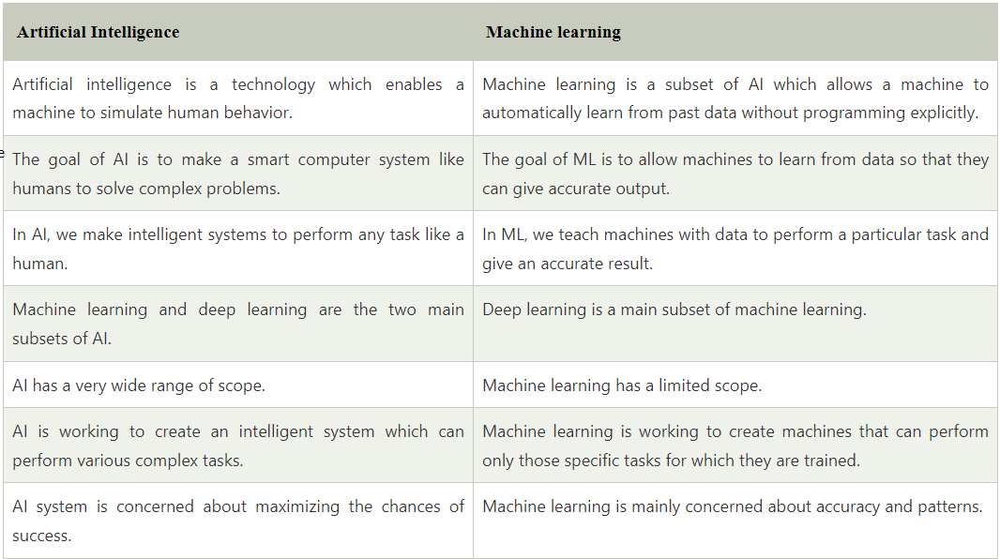 Artificial Intelligence
Machine learning
Artificial intelligence is a technology which enables a
machine to simulate human behavior.
Machine learning is a subset of AI which allows a machine to
automatically learn from past data without programming explicitly.
e
The goal of AI is to make a smart computer system like
humans to solve complex problems.
The goal of ML is to allow machines to learn from data so that they
can give accurate output.
In AI, we make intelligent systems to perform any task like a
human.
In ML, we teach machines with data to perform a particular task and
give an accurate result.
Machine learning and deep learning are the two main
subsets of AI.
Deep learning is a main subset of machine learning.
AI has a very wide range of scope.
Machine learning has a limited scope.
AI is working to create an intelligent system which can
perform various complex tasks.
Machine learning is working to create machines that can perform
only those specific tasks for which they are trained.
AI system is concerned about maximizing the chances of
success.
Machine learning is mainly concerned about accuracy and patterns.